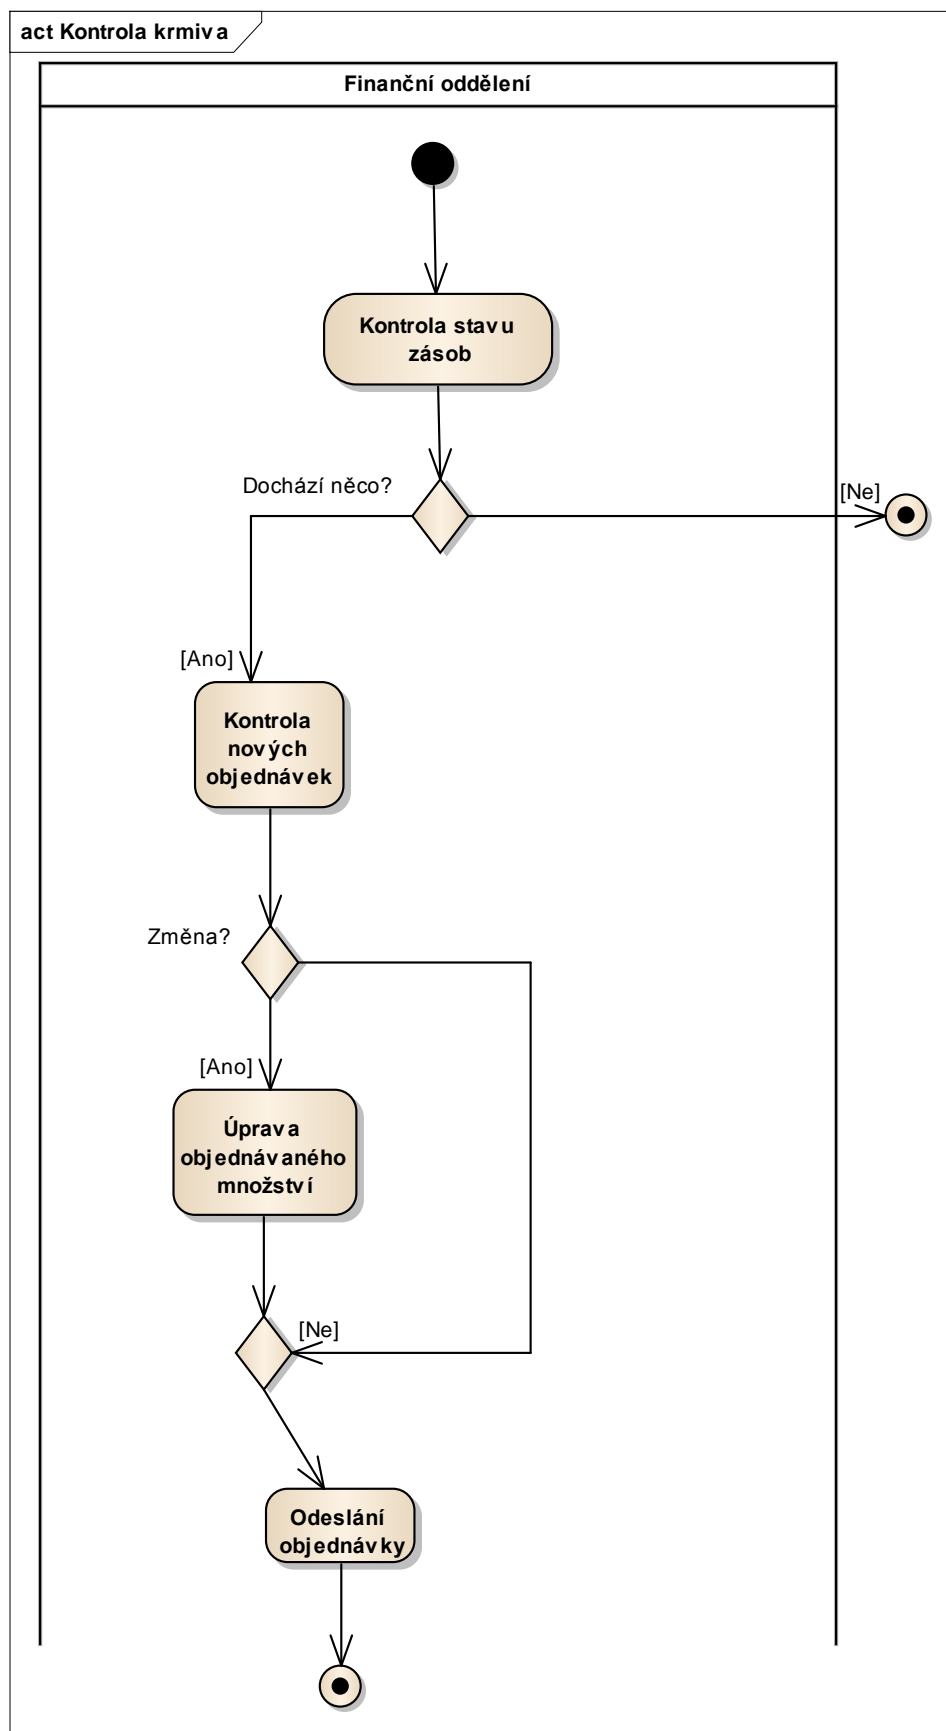 act Kontrola krmiva
Finanční oddělení
Kontrola stavu
zásob
Dochází něco?
[Ne]
[Ano]
Kontrola
nových
objednávek
Změna?
[Ano]
Úprava
objednávaného
množství
[Ne]
Odeslání
objednávky